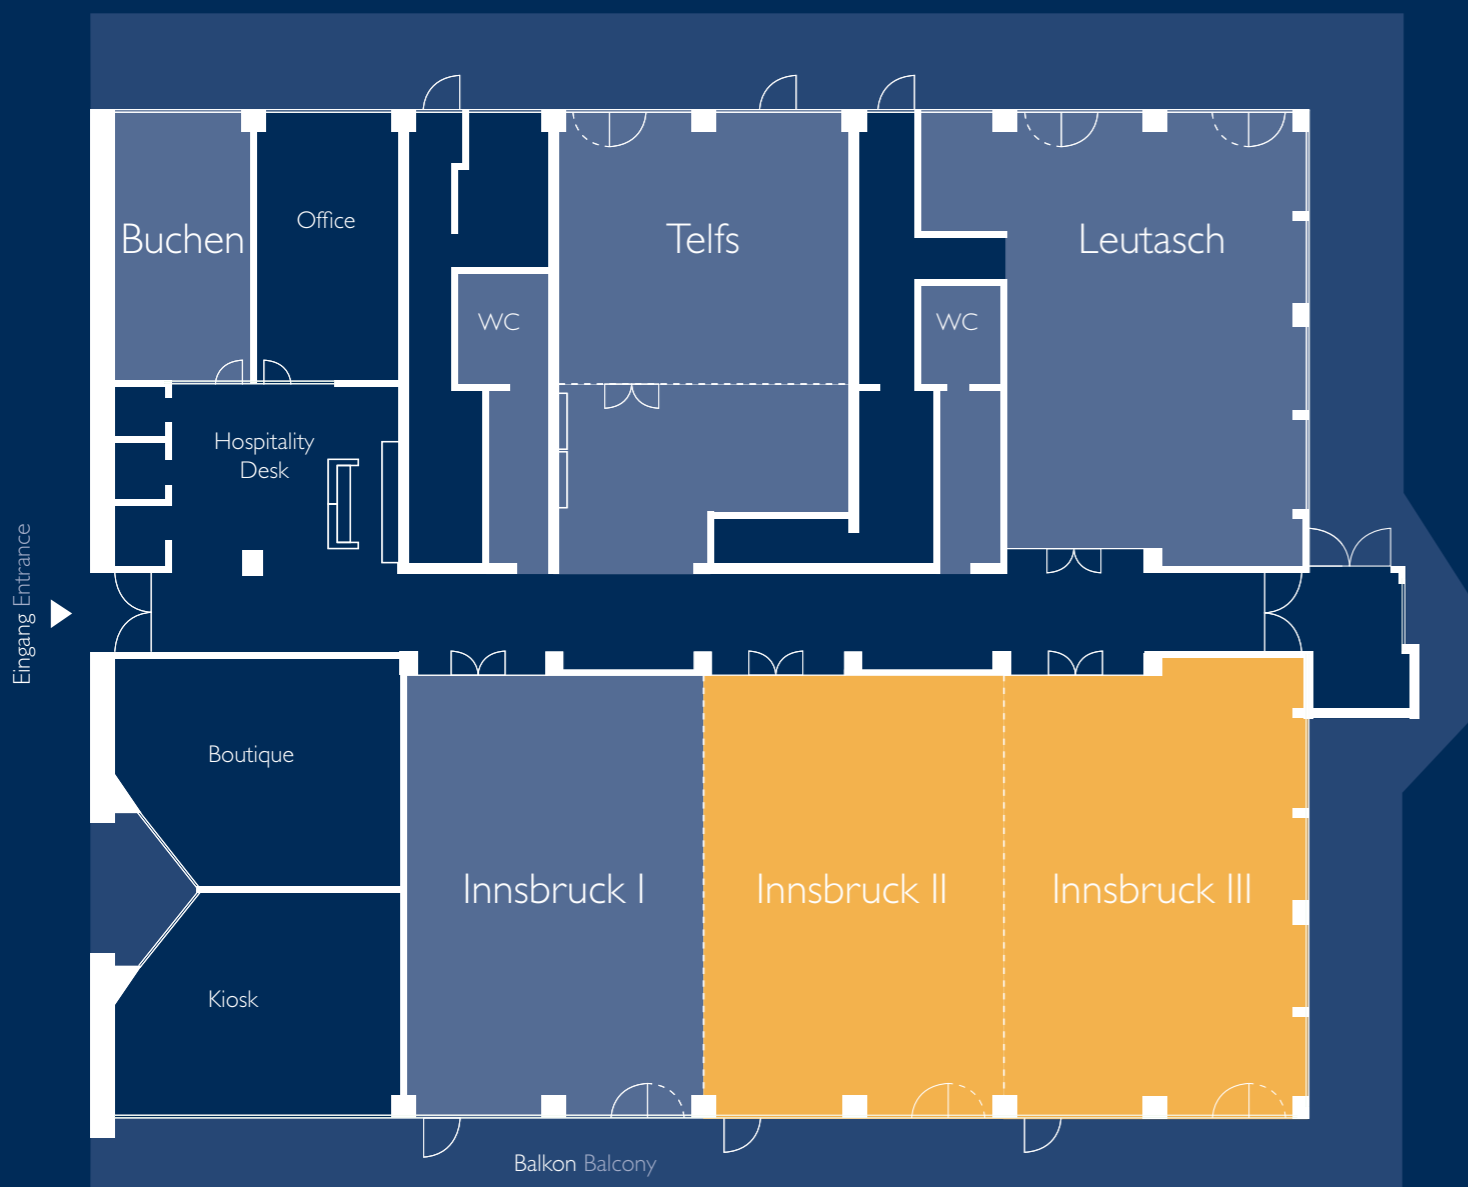 Buchen
Office
Telfs
Leutasch
WC
WC
Hospitality
Desk
Eingang Entrance
Boutique
Innsbruck I
Innsbruck II
Innsbruck III
Kiosk
Balkon Balcony